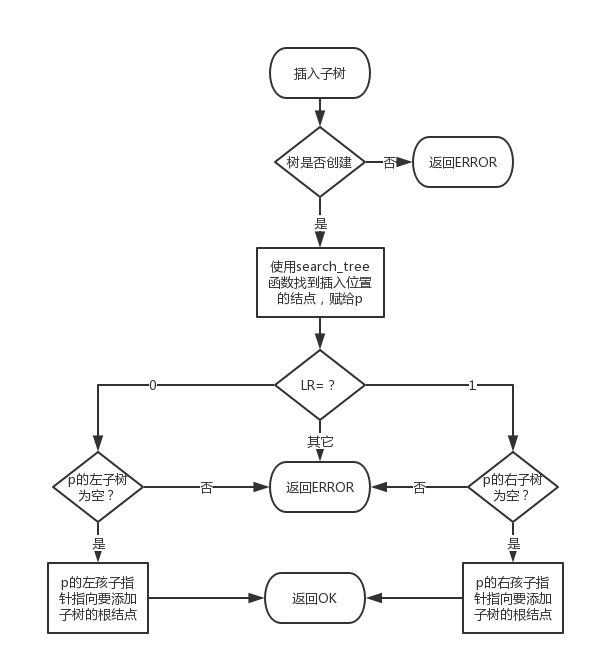 插入子树
树是否创建
否
返回ERROR
是
使用search_tree
函数找到插入位置
的结点，赋给p
0
LR=？
1
其它
p的左子树
为空？
否
返回ERROR
否
p的右子树
为空？
是
是
p的左孩子指
针指向要添加
子树的根结点
返回OK
p的右孩子指
针指向要添加
子树的根结点